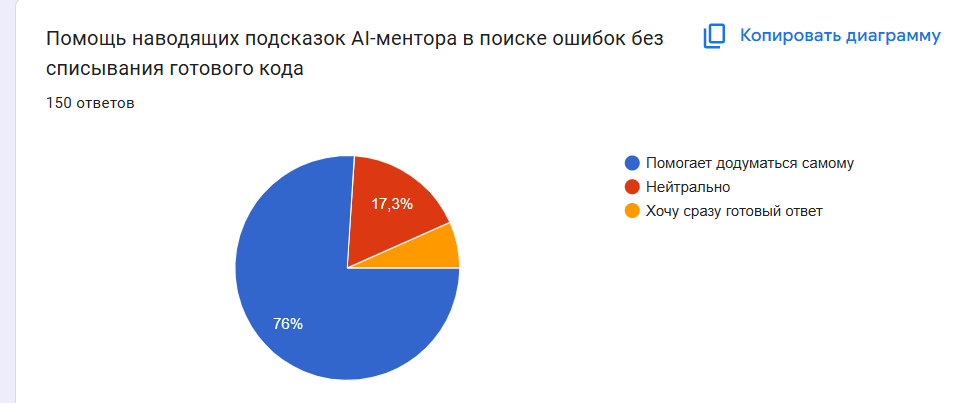 Помощь наводящих подсказок AI-ментора в поиске ошибок без
списывания готового кода
Копировать диаграмму
150 ответов
Помогает додуматься самому
Нейтрально
Хочу сразу готовый ответ
17,3%
76%